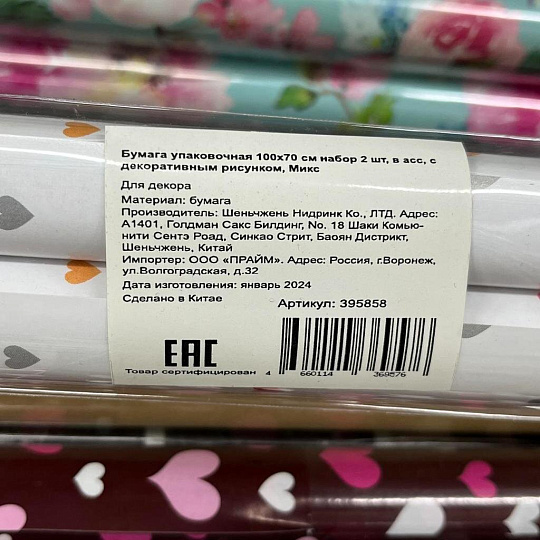 Бумага упаковочная 100х70 см набор 2 шт, в асс, с
декоративным рисунком, Микс
Для декора
Материал: бумага
Производитель: Шеньчжень Нидринк Ко., ЛТД. Адрес:
А1401, Голдман Сакс Билдинг, No. 18 Шаки Комью-
нити Сентэ Роад, Синкао Стрит, Баоян Дистрикт,
Шеньчжень, Китай
Импортер: ООО «ПРАЙМ». Адрес: Россия, г.Воронеж,
ул.Волгоградская, д.32
Дата изготовления: январь 2024
Сделано в Китае
Артикул: 395858
EAC
Товар сертифицирован
4 660114 369876